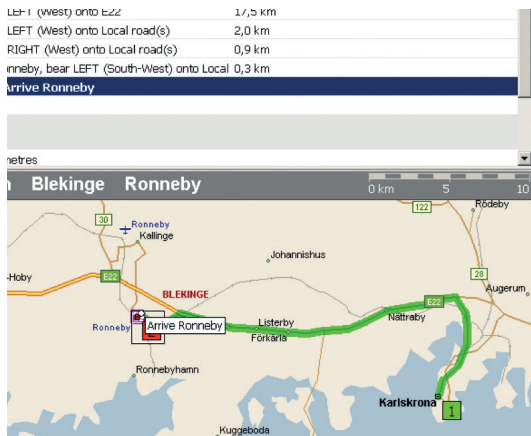 LEFT (West) onto E22 17,5 km
LEFT (West) onto Local road(s) 2,0 km
RIGHT (West) onto Local road(s) 0,9 km
onneby, bear LEFT (South-West) onto Local 0,3 km
Arrive Ronneby
metres
Blekinge Ronneby
0 km 5 10
122
Rödeby
30
Ronneby
Kallinge
Johannishus
28
-Hoby
E22
Augerum
BLEKINGE
E22
Ronneby
Arrive Ronneby
Listerby
Nättraby
Förkärla
Ronnebyhamn
Karlskrona
1
Kuggeboda